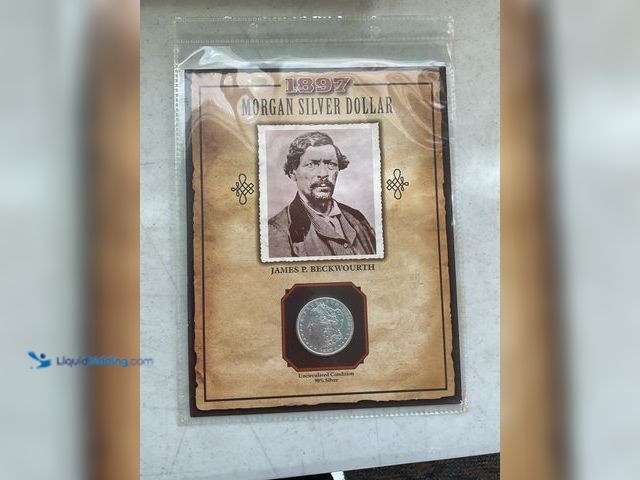 1897
MORGAN SILVER DOLLAR
JAMES P. BECKWOURTH
Uncirculated Condition
90% Silver
Liquidbidding.com